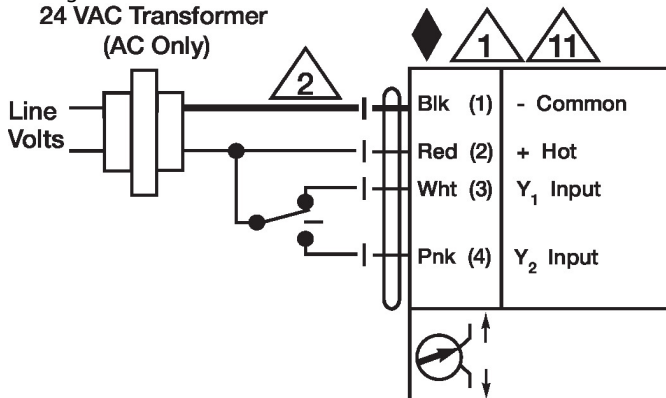 24 VAC Transformer
(AC Only)
Line
Volts
2
1
11
Blk (1) - Common
Red (2) + Hot
Wht (3) Y1 Input
Pnk (4) Y2 Input